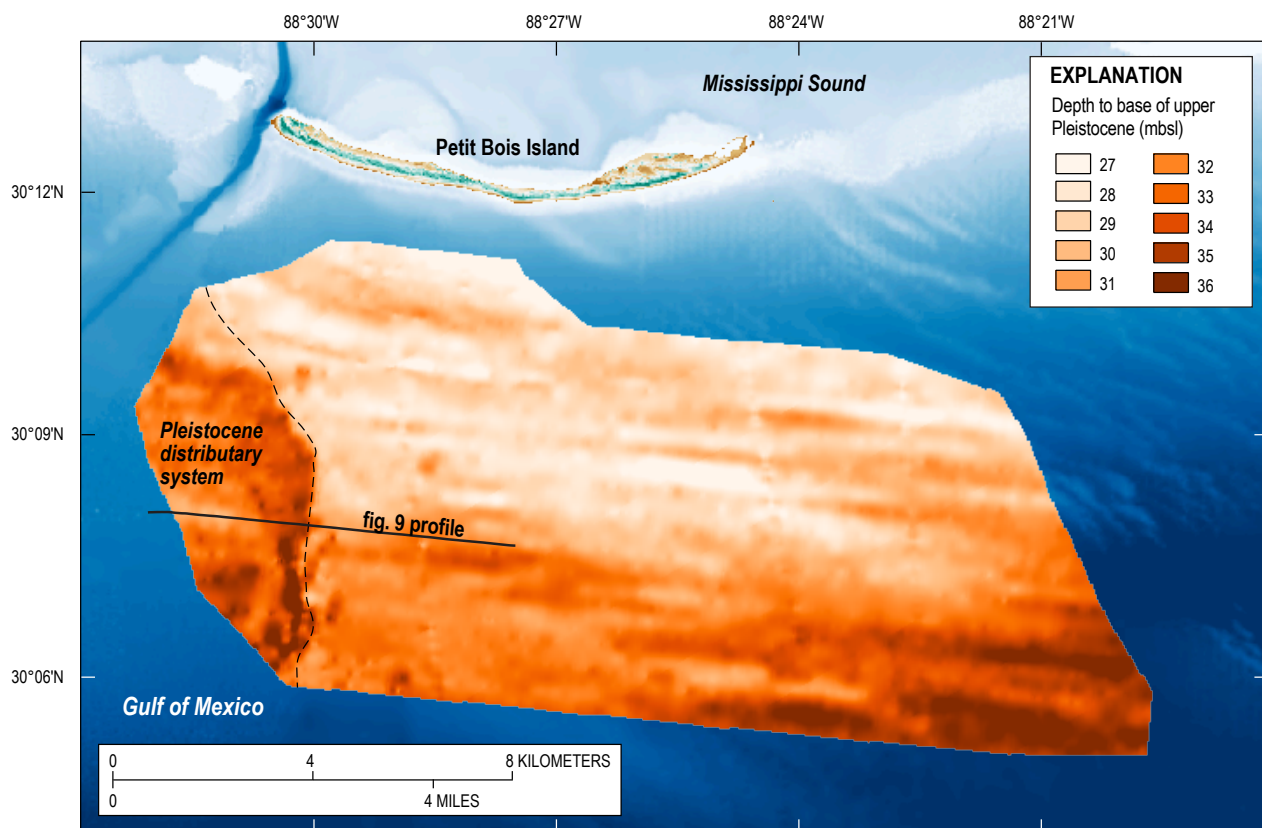 88°30'W
88°27'W
88°24'W
88°21'W
Mississippi Sound
EXPLANATION
Depth to base of upper
Pleistocene (mbsl)
27
28
29
30
31
32
33
34
35
36
Petit Bois Island
30°12'N
30°09'N
Pleistocene
distributary
system
fig. 9 profile
30°06'N
Gulf of Mexico
0 4 8 KILOMETERS
0 4 MILES